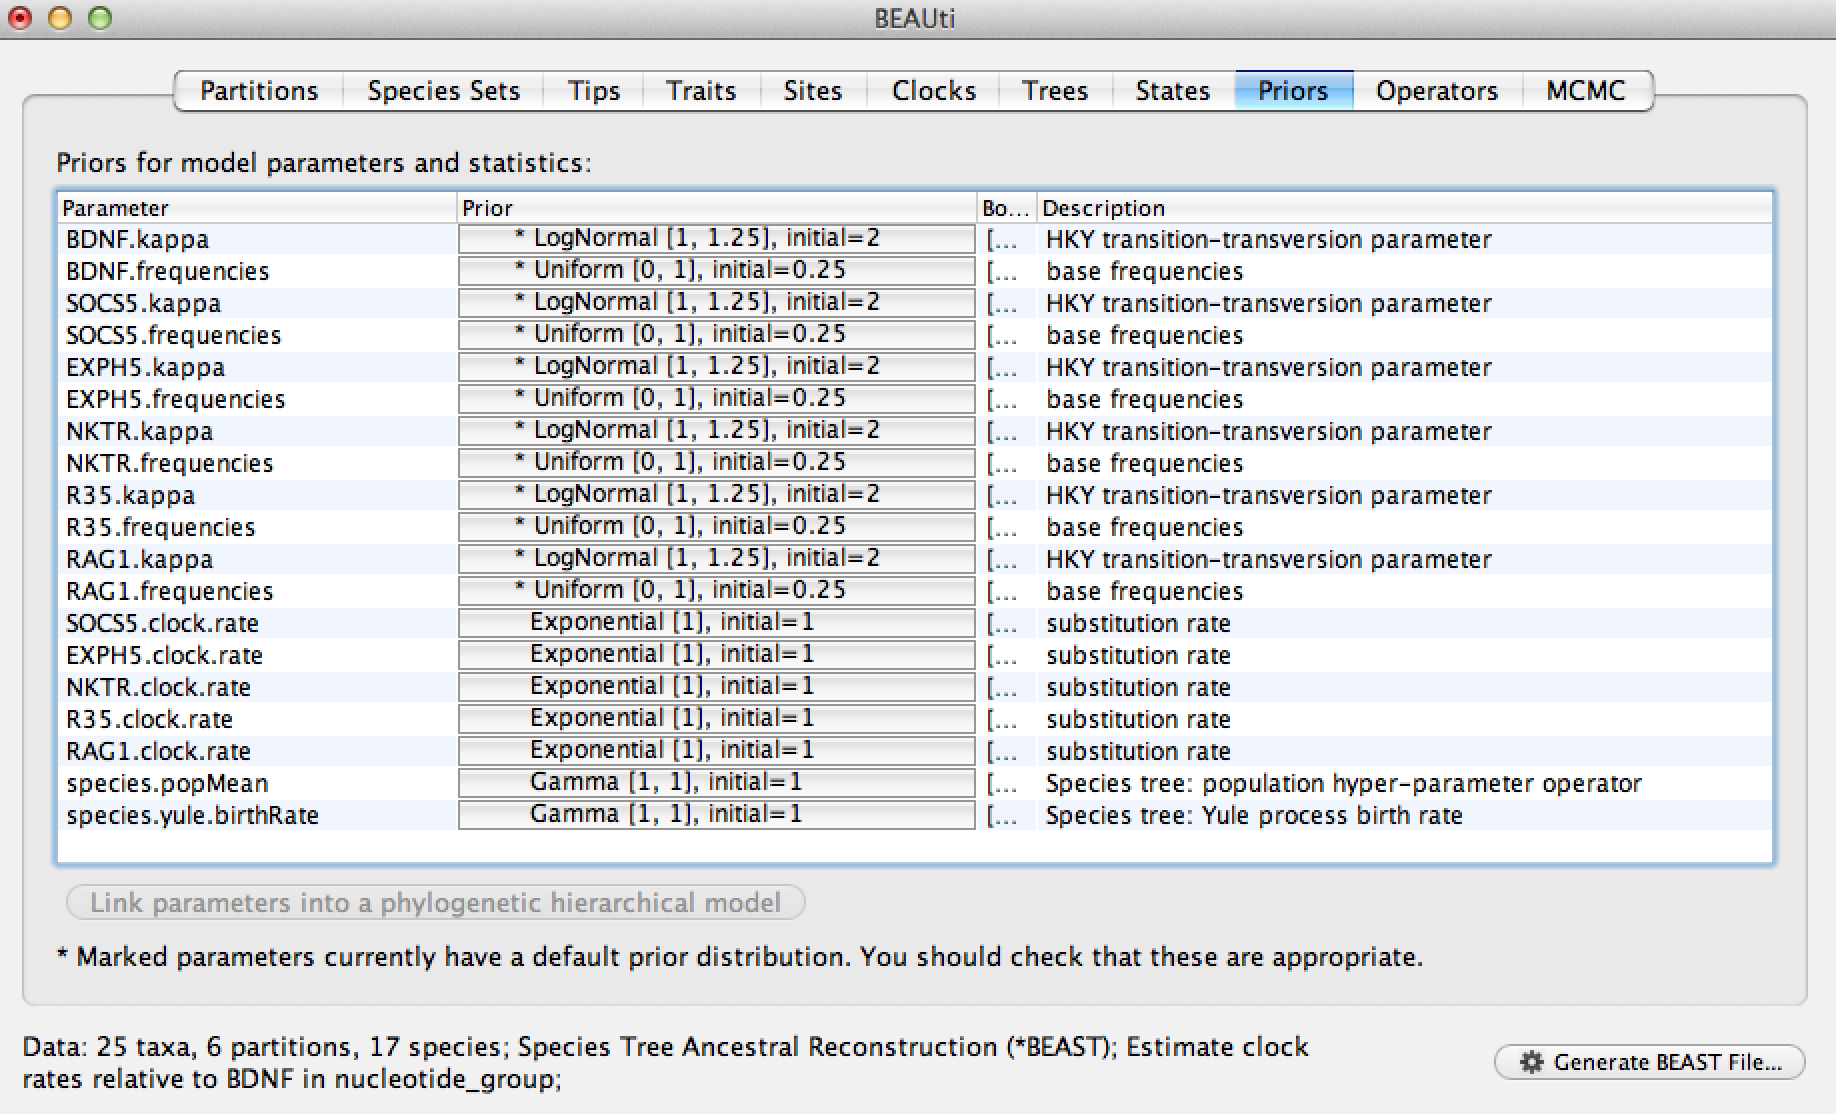 BEAUti
Partitions Species Sets Tips Traits Sites Clocks Trees States Priors Operators MCMC
Priors for model parameters and statistics:
Parameter Prior Bo... Description
BDNF.kappa * LogNormal [1, 1.25], initial=2 [... HKY transition-transversion parameter
BDNF.frequencies * Uniform [0, 1], initial=0.25 [... base frequencies
SOCS5.kappa * LogNormal [1, 1.25], initial=2 [... HKY transition-transversion parameter
SOCS5.frequencies * Uniform [0, 1], initial=0.25 [... base frequencies
EXPH5.kappa * LogNormal [1, 1.25], initial=2 [... HKY transition-transversion parameter
EXPH5.frequencies * Uniform [0, 1], initial=0.25 [... base frequencies
NKTR.kappa * LogNormal [1, 1.25], initial=2 [... HKY transition-transversion parameter
NKTR.frequencies * Uniform [0, 1], initial=0.25 [... base frequencies
R35.kappa * LogNormal [1, 1.25], initial=2 [... HKY transition-transversion parameter
R35.frequencies * Uniform [0, 1], initial=0.25 [... base frequencies
RAG1.kappa * LogNormal [1, 1.25], initial=2 [... HKY transition-transversion parameter
RAG1.frequencies * Uniform [0, 1], initial=0.25 [... base frequencies
SOCS5.clock.rate Exponential [1], initial=1 [... substitution rate
EXPH5.clock.rate Exponential [1], initial=1 [... substitution rate
NKTR.clock.rate Exponential [1], initial=1 [... substitution rate
R35.clock.rate Exponential [1], initial=1 [... substitution rate
RAG1.clock.rate Exponential [1], initial=1 [... substitution rate
species.popMean Gamma [1, 1], initial=1 [... Species tree: population hyper-parameter operator
species.yule.birthRate Gamma [1, 1], initial=1 [... Species tree: Yule process birth rate
Link parameters into a phylogenetic hierarchical model
* Marked parameters currently have a default prior distribution. You should check that these are appropriate.
Data: 25 taxa, 6 partitions, 17 species; Species Tree Ancestral Reconstruction (*BEAST); Estimate clock
rates relative to BDNF in nucleotide_group;
Generate BEAST File...